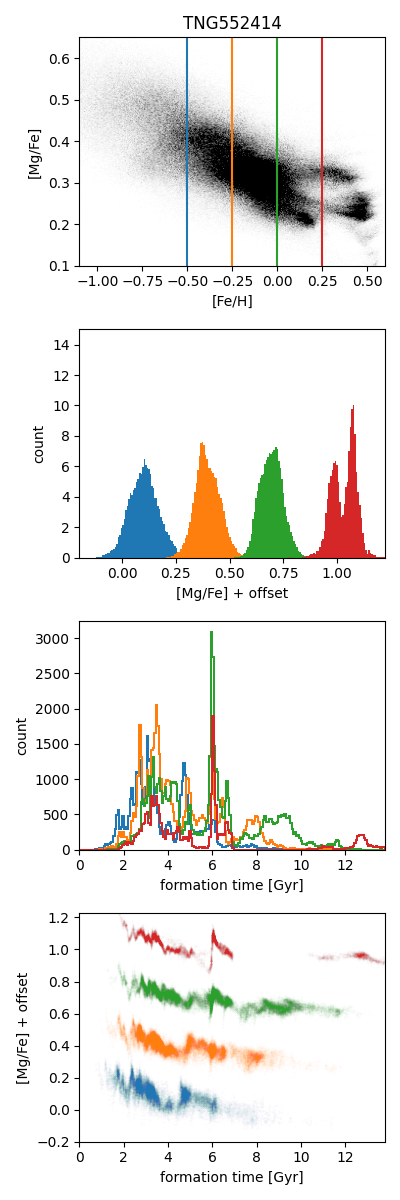 TNG552414
0.6
0.5
0.4
0.3
0.2
0.1
[Mg/Fe]
−1.00 −0.75 −0.50 −0.25 0.00 0.25 0.50
[Fe/H]
14
12
10
8
6
4
2
0
count
0.00 0.25 0.50 0.75 1.00
[Mg/Fe] + offset
3000
2500
2000
1500
1000
500
0
count
0 2 4 6 8 10 12
formation time [Gyr]
1.2
1.0
0.8
0.6
0.4
0.2
0.0
−0.2
[Mg/Fe] + offset
0 2 4 6 8 10 12
formation time [Gyr]